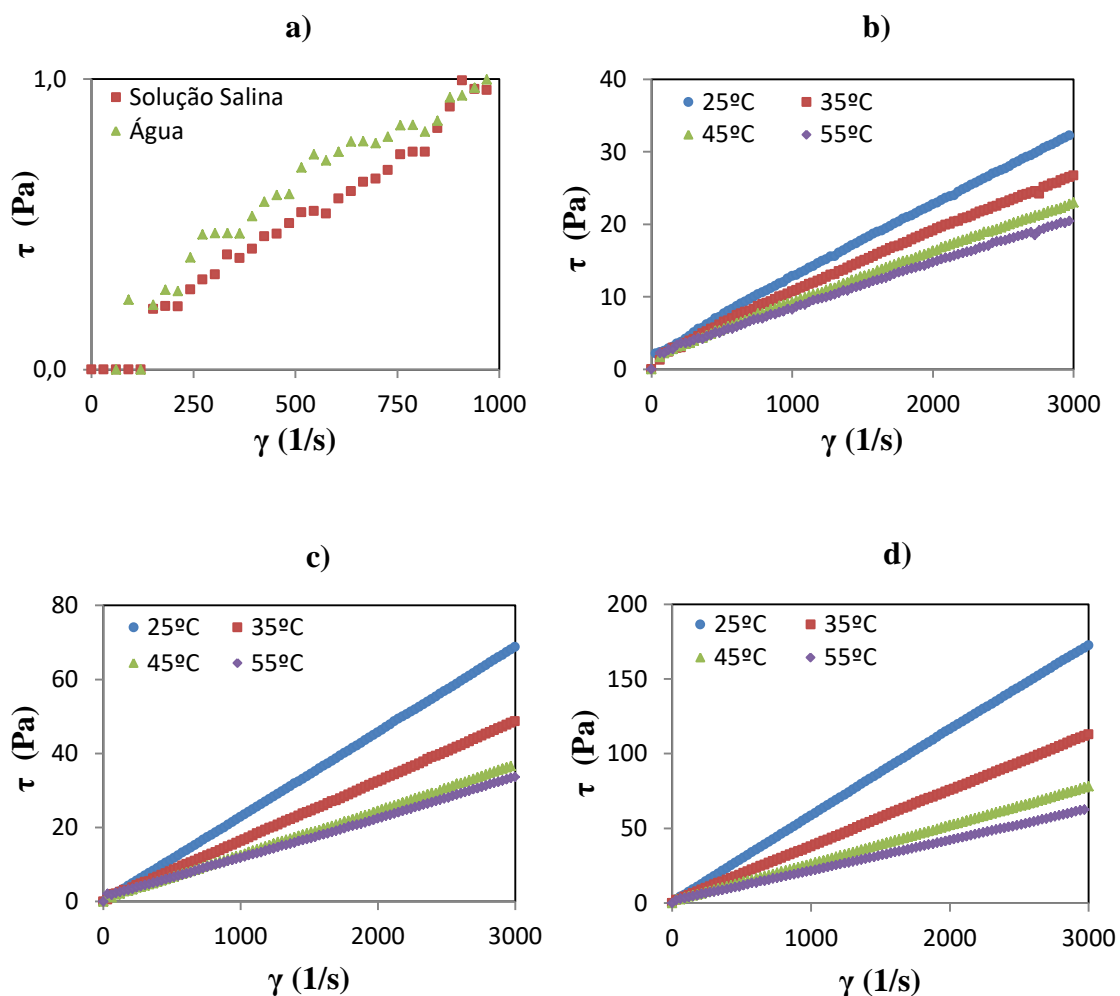 a)
1,0
Solução Salina
Água
τ (Pa)
0,0
0 250 500 750 1000
γ (1/s)
b)
40
25ºC 35ºC
45ºC 55ºC
30
τ (Pa)
20
10
0
0 1000 2000 3000
γ (1/s)
c)
80
25ºC 35ºC
45ºC 55ºC
60
τ (Pa)
40
20
0
0 1000 2000 3000
γ (1/s)
d)
200
25ºC 35ºC
45ºC 55ºC
150
τ (Pa)
100
50
0
0 1000 2000 3000
γ (1/s)